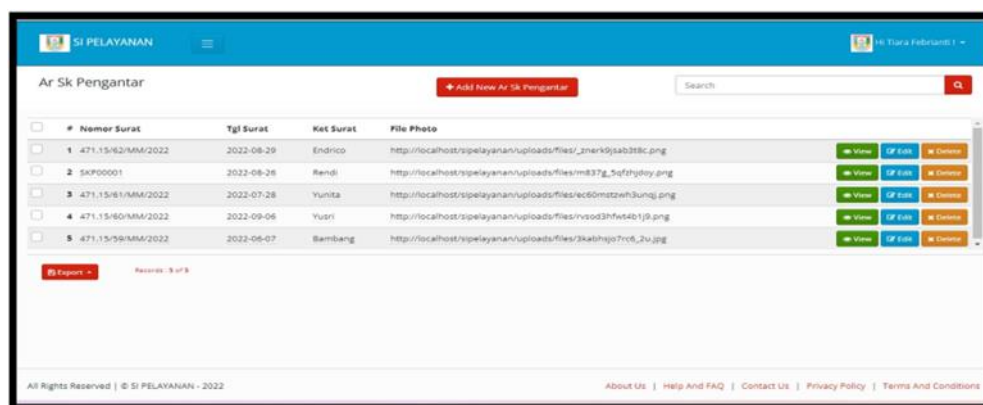 SI PELAYANAN Hi Tiara Febrianti !
Ar Sk Pengantar + Add New Ar Sk Pengantar Search
# Nomor Surat Tgl Surat Ket Surat File Photo
1 471.15/62/MM/2022 2022-08-29 Endrico http://localhost/sipelayanan/uploads/files/_znerk9jsab3t8c.png View Edit Delete
2 SKP00001 2022-08-26 Rendi http://localhost/sipelayanan/uploads/files/m837g_5qfzhjdoy.png View Edit Delete
3 471.15/61/MM/2022 2022-07-28 Yunita http://localhost/sipelayanan/uploads/files/ec60mstzwh3unqj.png View Edit Delete
4 471.15/60/MM/2022 2022-09-06 Yusri http://localhost/sipelayanan/uploads/files/rvsod3hfwt4b1j9.png View Edit Delete
5 471.15/59/MM/2022 2022-06-07 Bambang http://localhost/sipelayanan/uploads/files/3kabhsjo7rc6_2u.jpg View Edit Delete
Export Records : 5 of 5
All Rights Reserved | © SI PELAYANAN - 2022 About Us | Help And FAQ | Contact Us | Privacy Policy | Terms And Conditions